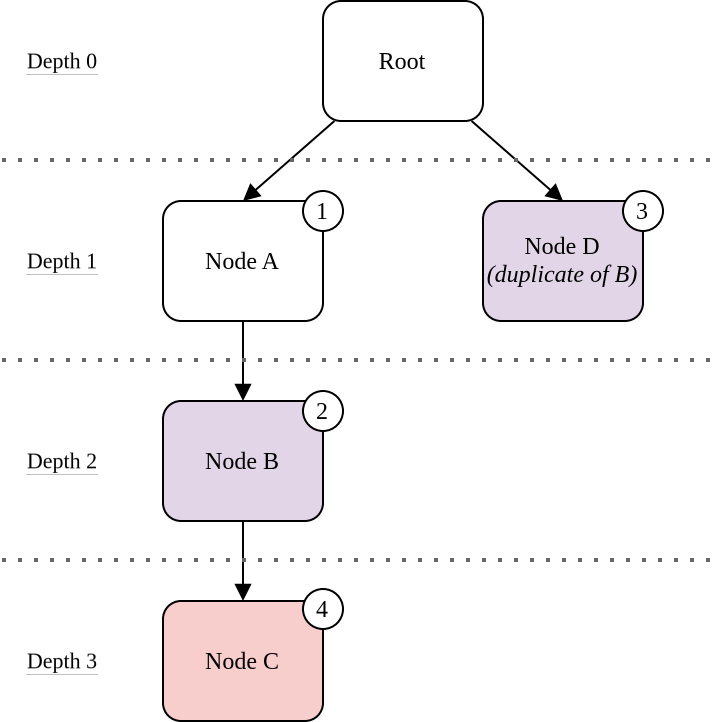 Depth 0
Root
Depth 1
Node A
1
Node D
(duplicate of B)
3
Depth 2
Node B
2
Depth 3
Node C
4